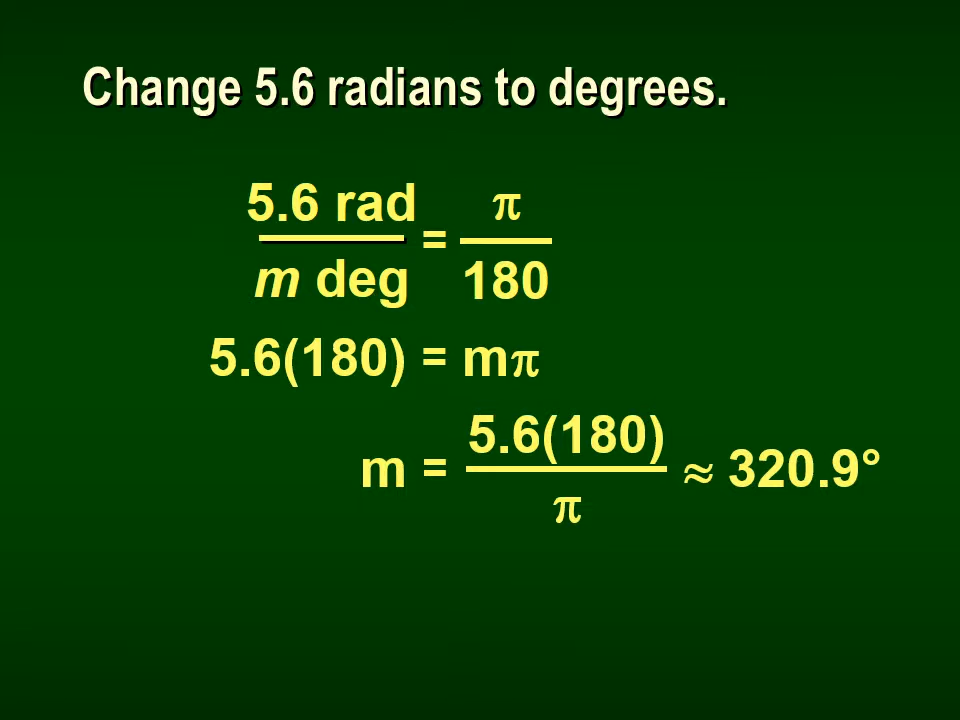 Change 5.6 radians to degrees.
5.6 rad / m deg = π / 180
5.6(180) = mπ
m = 5.6(180) / π ≈ 320.9°